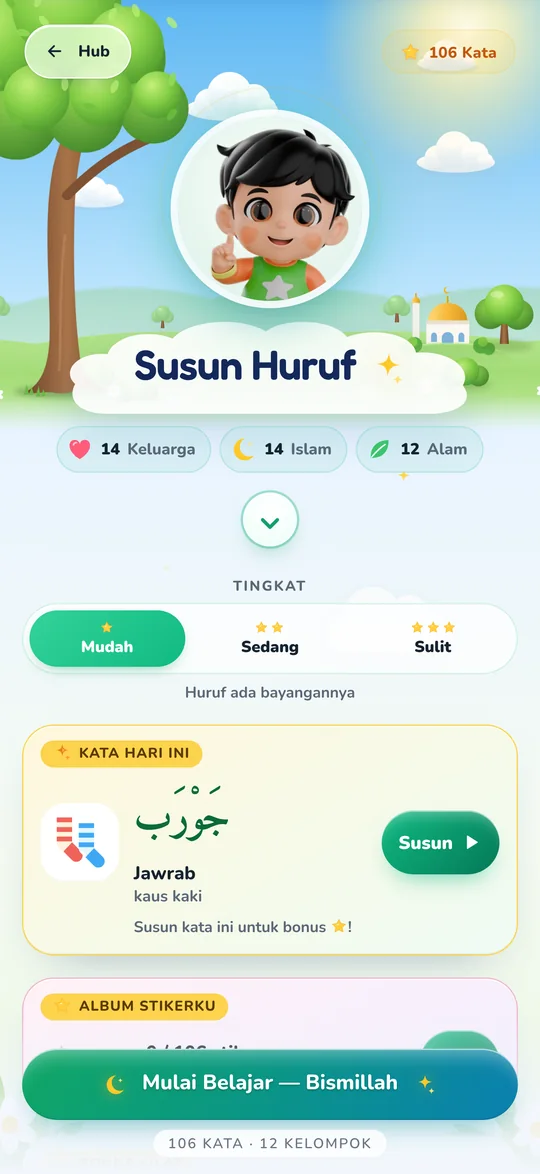 ← Hub
106 Kata
Susun Huruf
14 Keluarga
14 Islam
12 Alam
TINGKAT
Mudah
Sedang
Sulit
Huruf ada bayangannya
KATA HARI INI
جَوْرَب
Jawrab
kaus kaki
Susun kata ini untuk bonus ⭐!
Susun
ALBUM STIKERKU
Mulai Belajar — Bismillah
106 KATA · 12 KELOMPOK